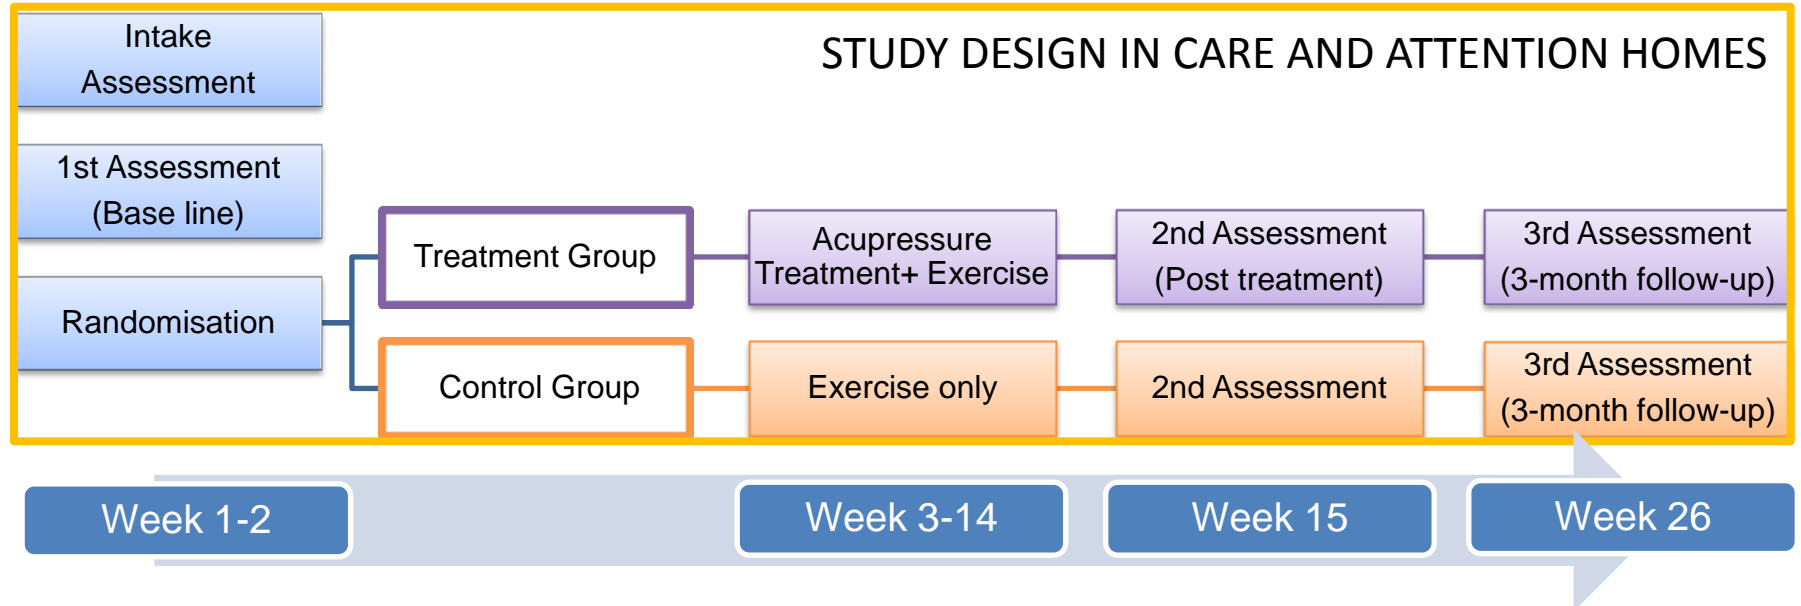 STUDY DESIGN IN CARE AND ATTENTION HOMES
Intake
Assessment
1st Assessment
(Base line)
Randomisation
Treatment Group
Acupressure
Treatment+ Exercise
2nd Assessment
(Post treatment)
3rd Assessment
(3-month follow-up)
Control Group
Exercise only
2nd Assessment
3rd Assessment
(3-month follow-up)
Week 1-2
Week 3-14
Week 15
Week 26